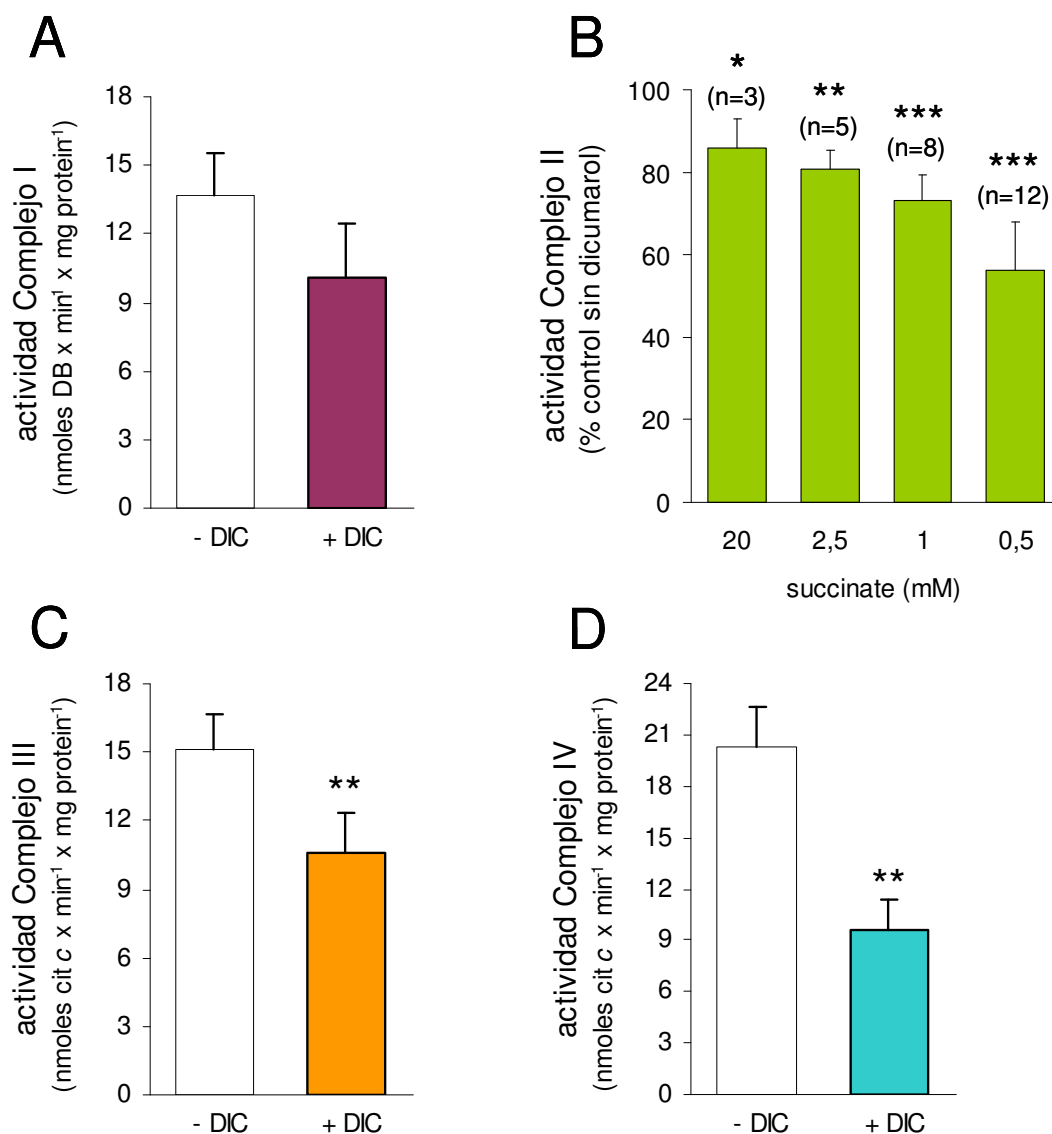 A
actividad Complejo I
(nmoles DB x min¹ x mg protein⁻¹)
18
15
12
9
6
3
0
- DIC
+ DIC
B
actividad Complejo II
(% control sin dicumarol)
100
80
60
40
20
0
*
(n=3)
**
(n=5)
***
(n=8)
***
(n=12)
20
2,5
1
0,5
succinate (mM)
C
actividad Complejo III
(nmoles cit c x min⁻¹ x mg protein⁻¹)
18
15
12
9
6
3
0
**
- DIC
+ DIC
D
actividad Complejo IV
(nmoles cit c x min⁻¹ x mg protein⁻¹)
24
21
18
15
12
9
6
3
0
**
- DIC
+ DIC